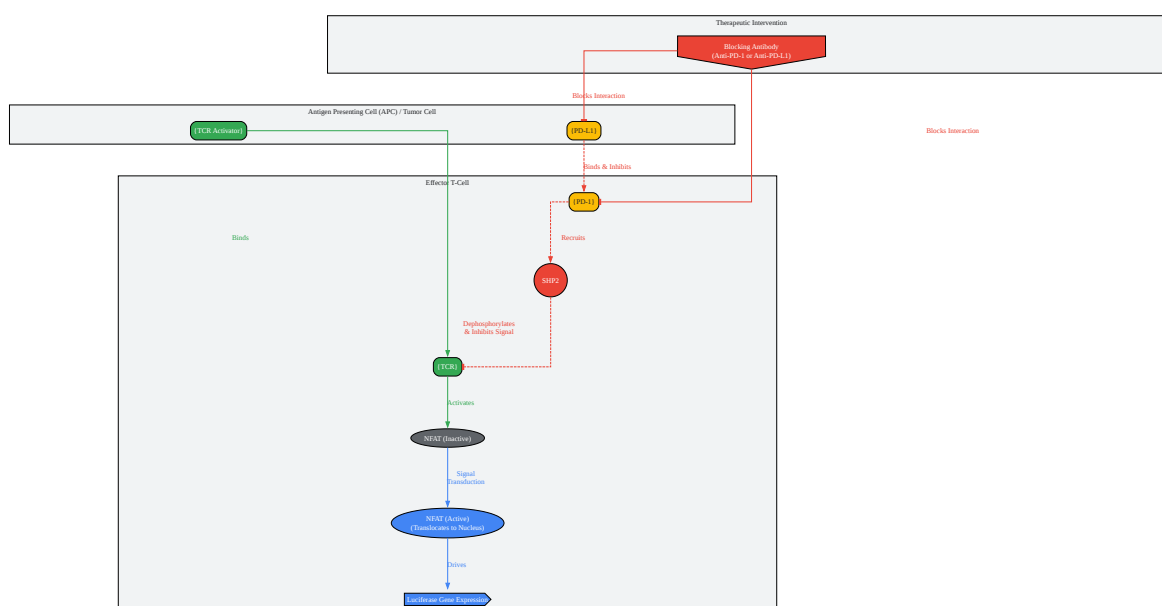 Therapeutic Intervention
Blocking Antibody
(Anti-PD-1 or Anti-PD-L1)
Blocks Interaction
Antigen Presenting Cell (APC) / Tumor Cell
{TCR Activator}
{PD-L1}
Blocks Interaction
Binds & Inhibits
Effector T-Cell
{PD-1}
Binds
Recruits
SHP2
Dephosphorylates
& Inhibits Signal
{TCR}
Activates
NFAT (Inactive)
Signal
Transduction
NFAT (Active)
(Translocates to Nucleus)
Drives
Luciferase Gene Expression